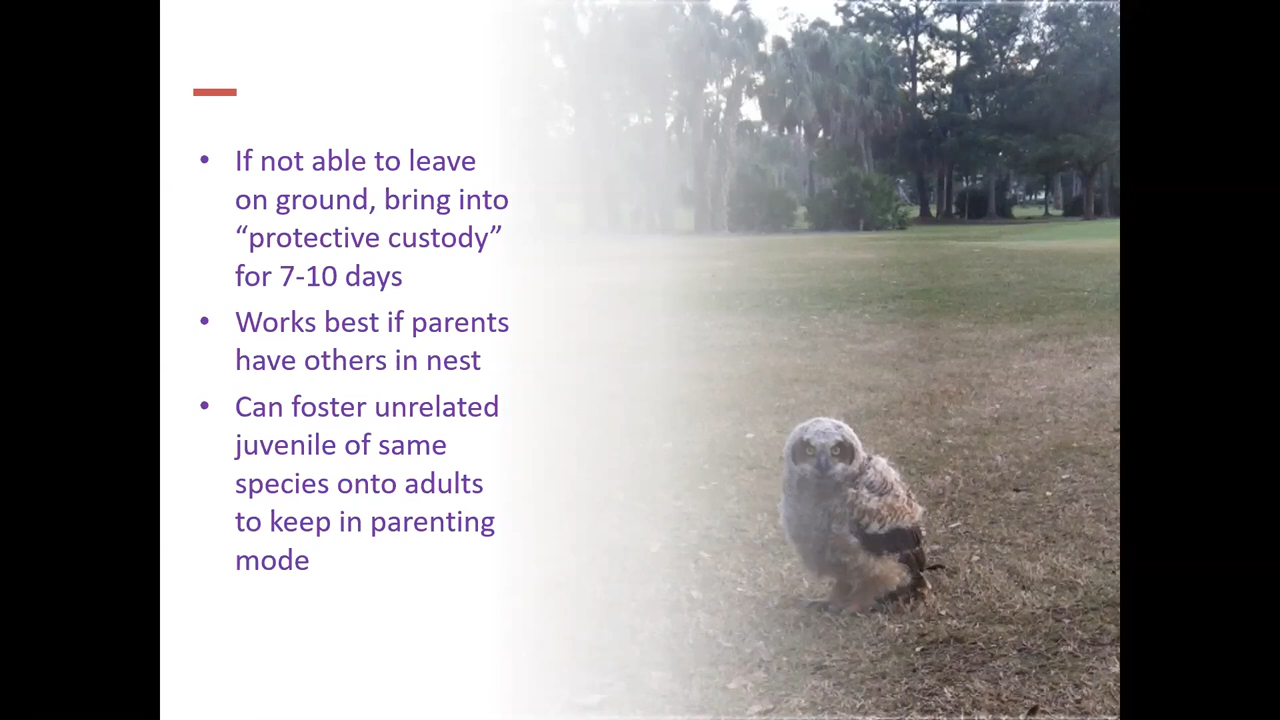 • If not able to leave
on ground, bring into
“protective custody”
for 7-10 days
• Works best if parents
have others in nest
• Can foster unrelated
juvenile of same
species onto adults
to keep in parenting
mode